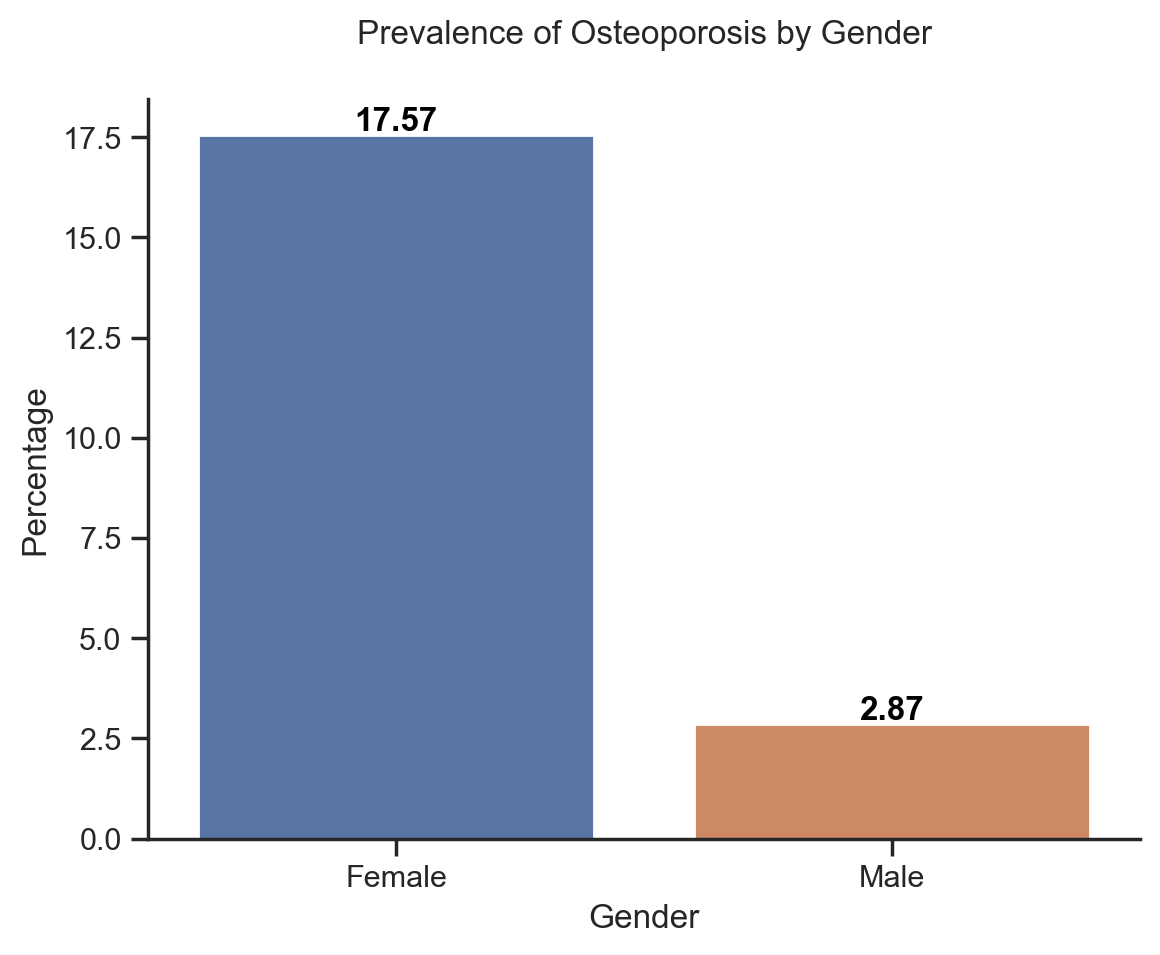 Prevalence of Osteoporosis by Gender
17.57
17.5
15.0
12.5
10.0
7.5
5.0
2.5
0.0
Percentage
2.87
Female
Male
Gender